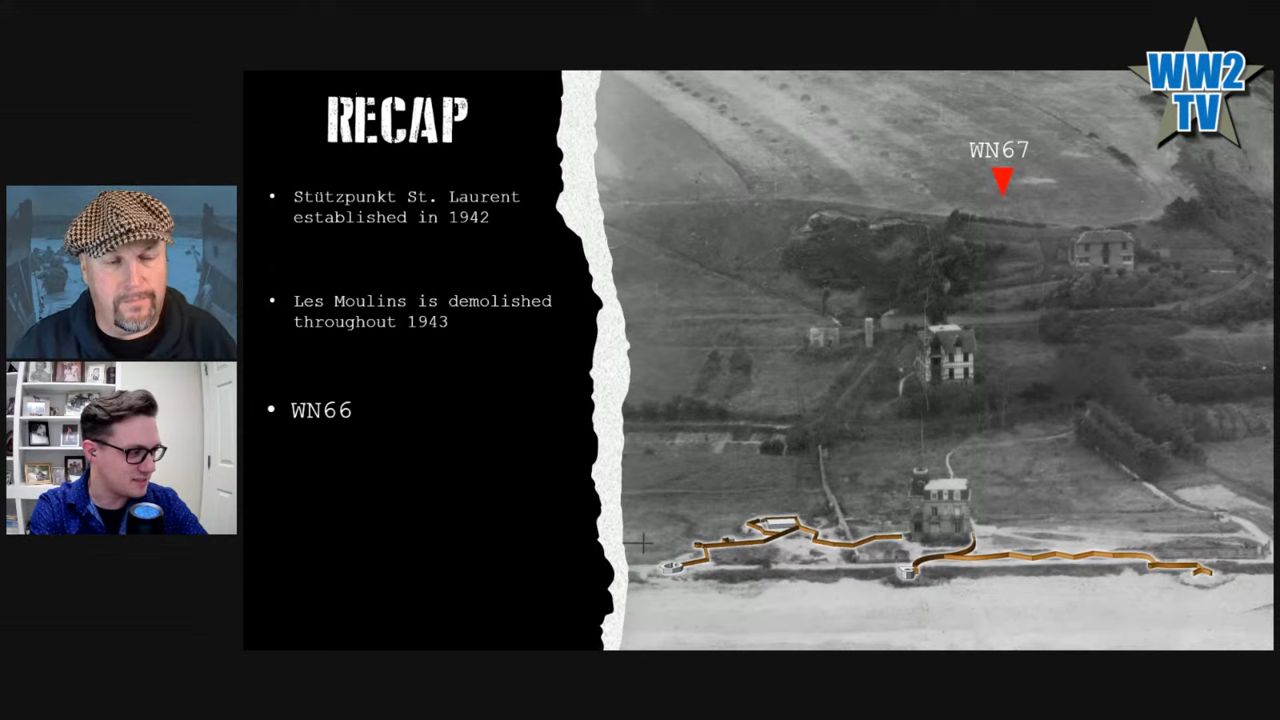 WW2
TV
RECAP
• Stützpunkt St. Laurent
established in 1942
• Les Moulins is demolished
throughout 1943
• WN66
WN67